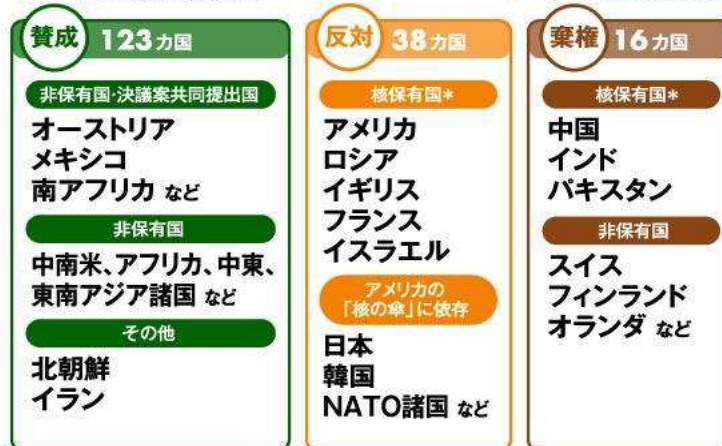 賛成 123カ国
非保有国・決議案共同提出国
オーストリア
メキシコ
南アフリカ など
非保有国
中南米、アフリカ、中東、
東南アジア諸国 など
その他
北朝鮮
イラン
反対 38カ国
核保有国*
アメリカ
ロシア
イギリス
フランス
イスラエル
アメリカの
「核の傘」に依存
日本
韓国
NATO諸国 など
棄権 16カ国
核保有国*
中国
インド
パキスタン
非保有国
スイス
フィンランド
オランダ など